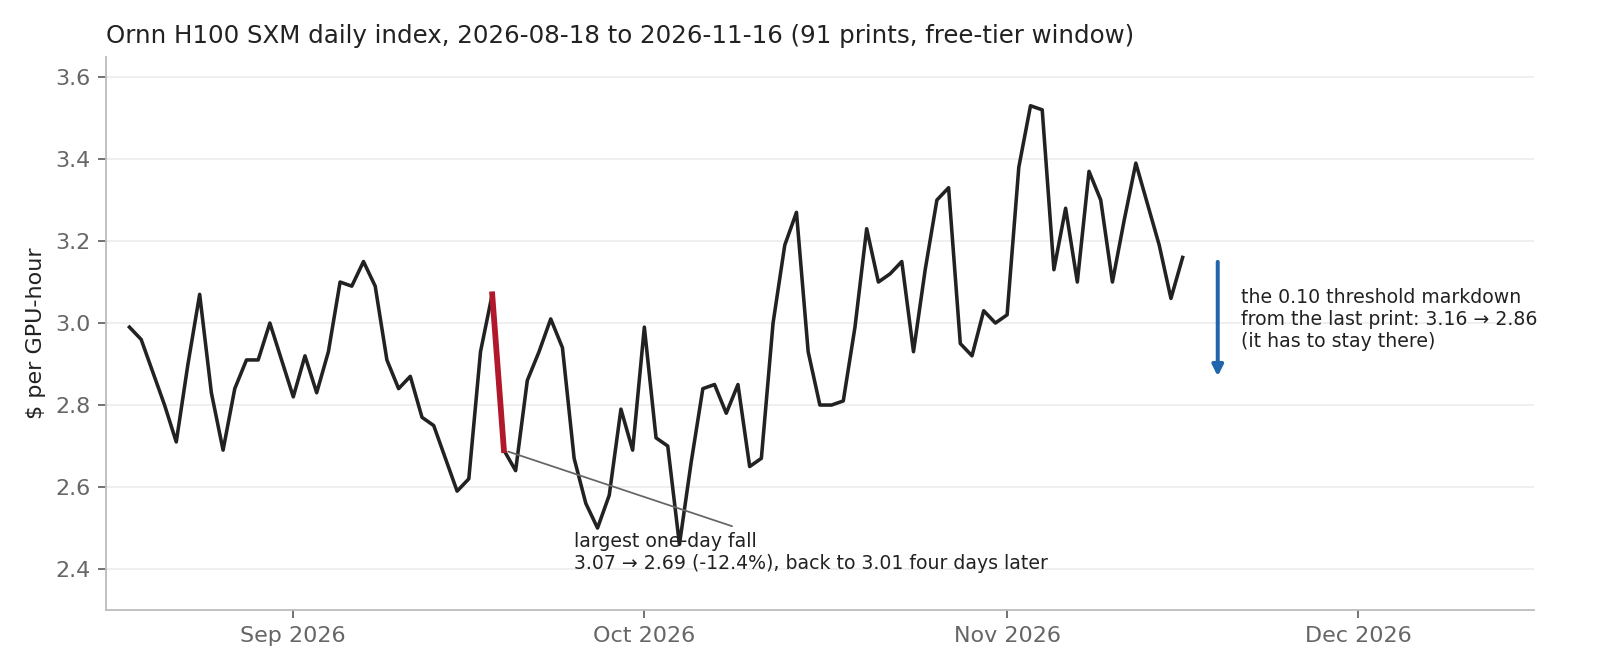 Ornn H100 SXM daily index, 2026-08-18 to 2026-11-16 (91 prints, free-tier window)
$ per GPU-hour
3.6
3.4
3.2
3.0
2.8
2.6
2.4
the 0.10 threshold markdown
from the last print: 3.16 → 2.86
(it has to stay there)
largest one-day fall
3.07 → 2.69 (-12.4%), back to 3.01 four days later
Sep 2026
Oct 2026
Nov 2026
Dec 2026